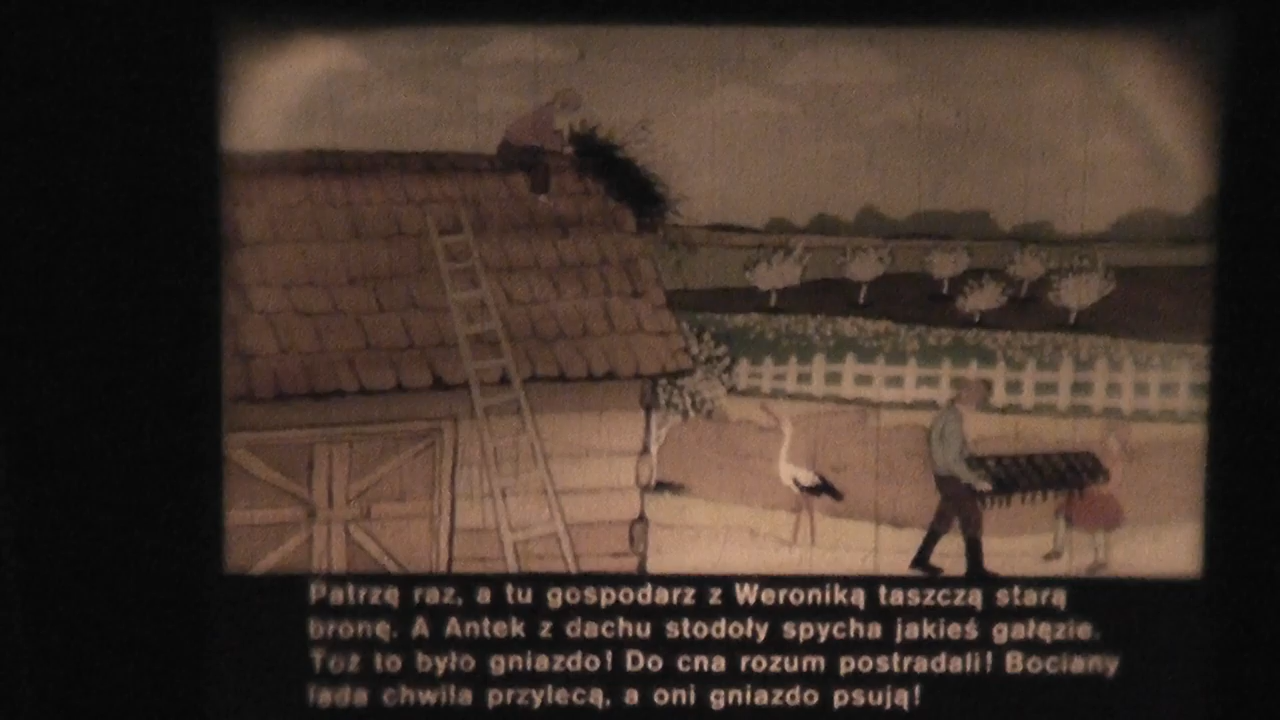 Patrzę raz, a tu gospodarz z Weroniką taszczą starą
bronę. A Antek z dachu stodoły spycha jakieś gałęzie.
Toż to było gniazdo! Do cna rozum postradali! Bociany
lada chwila przylecą, a oni gniazdo psują!